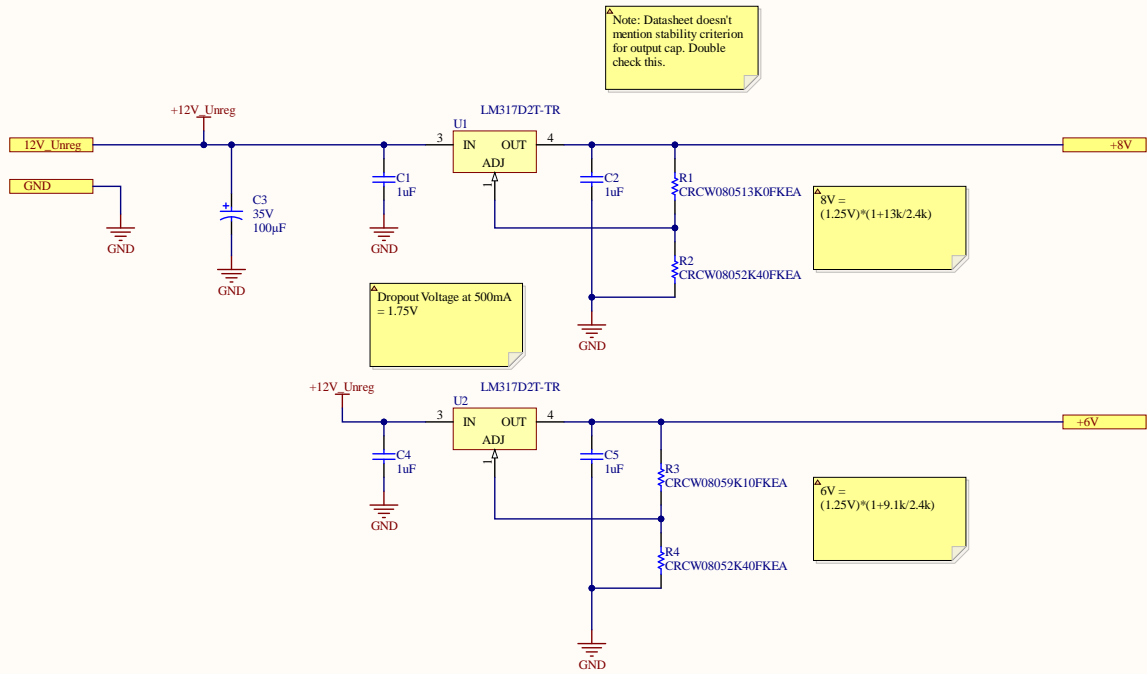 Note: Datasheet doesn't
mention stability criterion
for output cap. Double
check this.
+12V_Unreg
LM317D2T-TR
U1
12V_Unreg
3
IN
OUT
4
+8V
ADJ
1
C1
1uF
C2
1uF
R1
CRCW080513K0FKEA
GND
C3
35V
100µF
8V =
(1.25V)*(1+13k/2.4k)
GND
GND
GND
R2
CRCW08052K40FKEA
Dropout Voltage at 500mA
= 1.75V
GND
+12V_Unreg
LM317D2T-TR
U2
3
IN
OUT
4
+6V
ADJ
1
C4
1uF
C5
1uF
R3
CRCW08059K10FKEA
6V =
(1.25V)*(1+9.1k/2.4k)
GND
R4
CRCW08052K40FKEA
GND